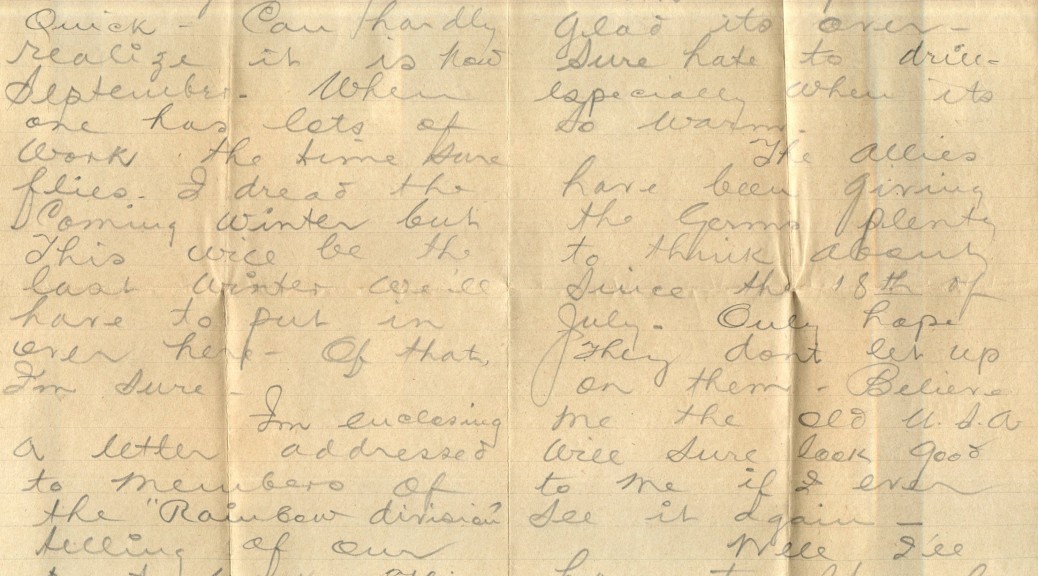 Quick - Can hardly
realize it is now
September. When
one has lots of
work the time sure
flies. I dread the
Coming winter but
This will be the
last winter we'll
have to put in
over here - Of that,
I'm sure -
I'm enclosing
a letter addressed
to members of
the "Rainbow division"
telling of our
Glad its over -
Sure hate to drill -
especially when its
so warm.
The allies
have been giving
the Germs plenty
to think about
Since the 18th of
July. Only hope
They dont let up
on them - Believe
me the old U.S.A
will sure look good
to me if I ever
see it again -
Well I'll